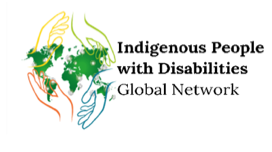 Indigenous People
with Disabilities
Global Network